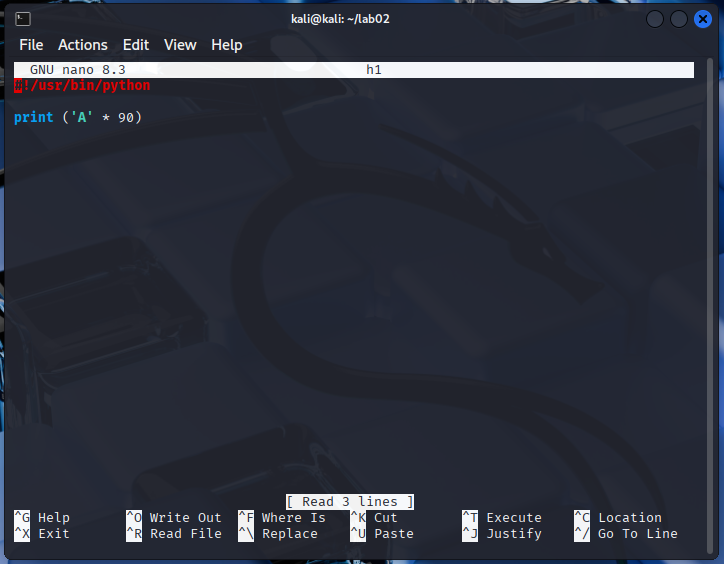 kali@kali: ~/lab02
File Actions Edit View Help
GNU nano 8.3 h1
#!/usr/bin/python
print ('A' * 90)
[ Read 3 lines ]
^G Help ^O Write Out ^F Where Is ^K Cut ^T Execute ^C Location
^X Exit ^R Read File ^\ Replace ^U Paste ^J Justify ^/ Go To Line